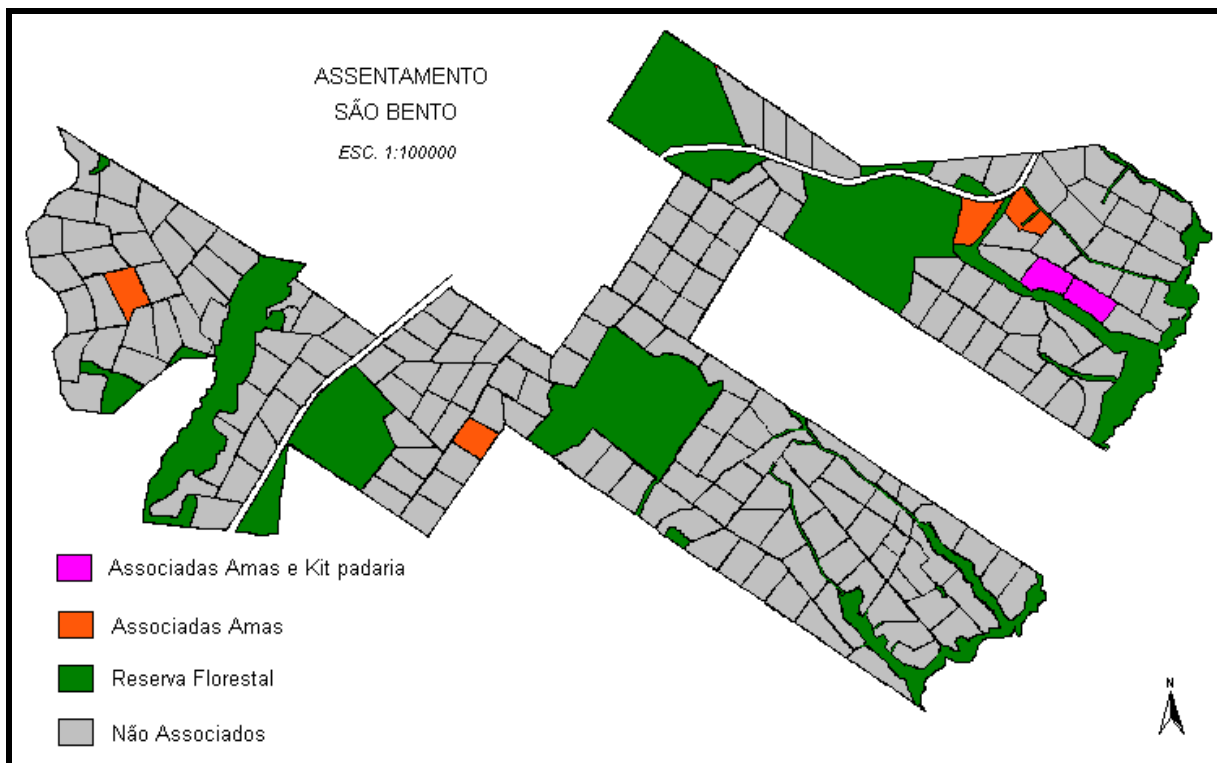 ASSENTAMENTO
SÃO BENTO
ESC. 1:100000
Associadas Amas e Kit padaria
Associadas Amas
Reserva Florestal
Não Associados
N